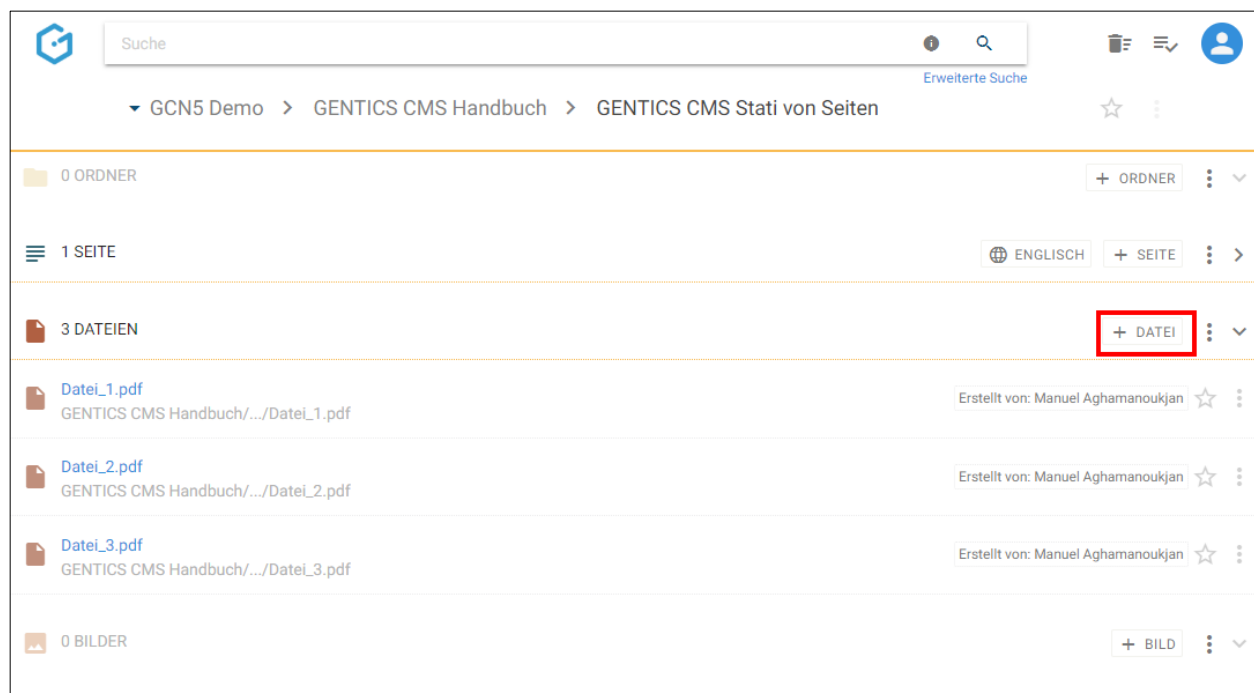 Suche
Erweiterte Suche
GCN5 Demo > GENTICS CMS Handbuch > GENTICS CMS Stati von Seiten
0 ORDNER + ORDNER
1 SEITE ENGLISCH + SEITE
3 DATEIEN + DATEI
Datei_1.pdf
GENTICS CMS Handbuch/.../Datei_1.pdf
Erstellt von: Manuel Aghamanoukjan
Datei_2.pdf
GENTICS CMS Handbuch/.../Datei_2.pdf
Erstellt von: Manuel Aghamanoukjan
Datei_3.pdf
GENTICS CMS Handbuch/.../Datei_3.pdf
Erstellt von: Manuel Aghamanoukjan
0 BILDER + BILD